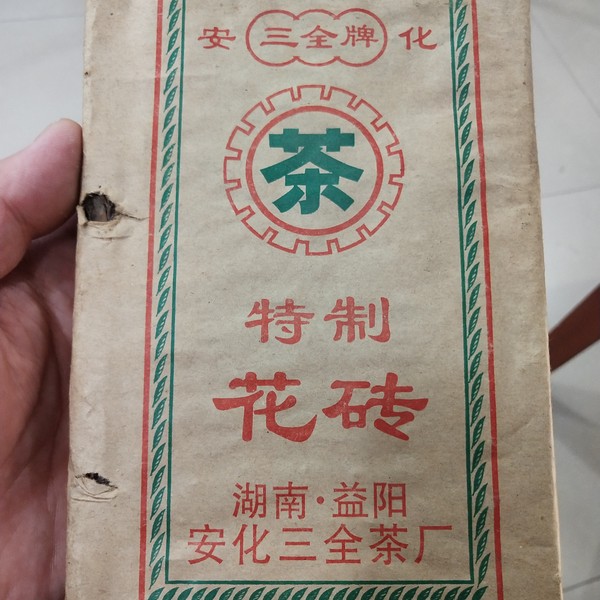 安 三全牌 化
茶
特制
花砖
湖南·益阳
安化三全茶厂